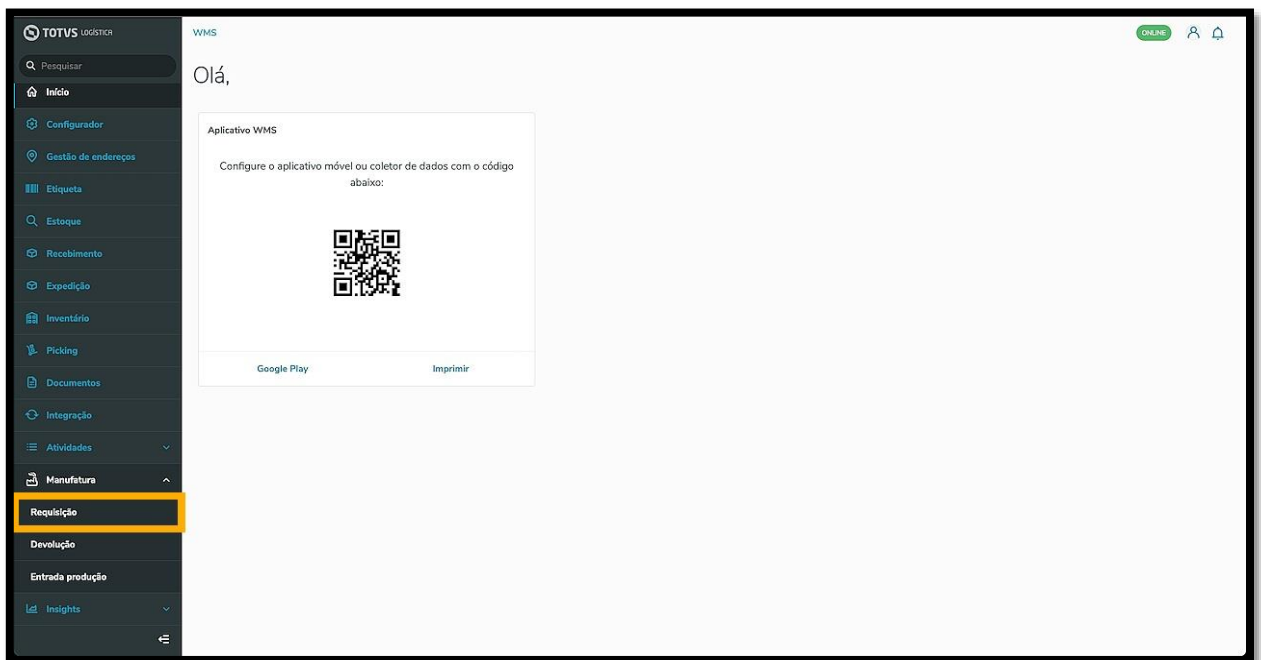 TOTVS LOGÍSTICA
Pesquisar
Início
Configurador
Gestão de endereços
Etiqueta
Estoque
Recebimento
Expedição
Inventário
Picking
Documentos
Integração
Atividades
Manufatura
Requisição
Devolução
Entrada produção
Insights
WMS
ONLINE
Olá,
Aplicativo WMS
Configure o aplicativo móvel ou coletor de dados com o código
abaixo:
Google Play Imprimir